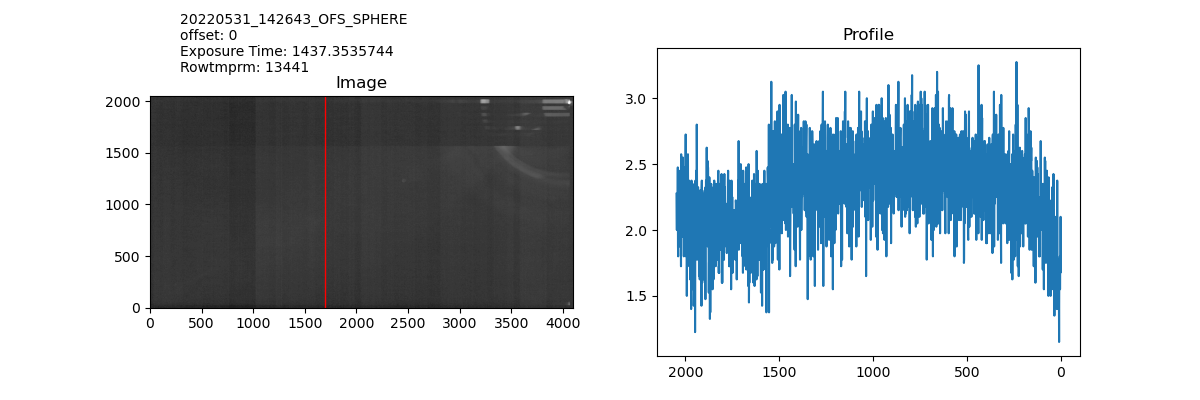 20220531_142643_OFS_SPHERE
offset: 0
Exposure Time: 1437.3535744
Rowtmprm: 13441
Image
2000
1500
1000
500
0
0 500 1000 1500 2000 2500 3000 3500 4000
Profile
3.0
2.5
2.0
1.5
2000 1500 1000 500 0